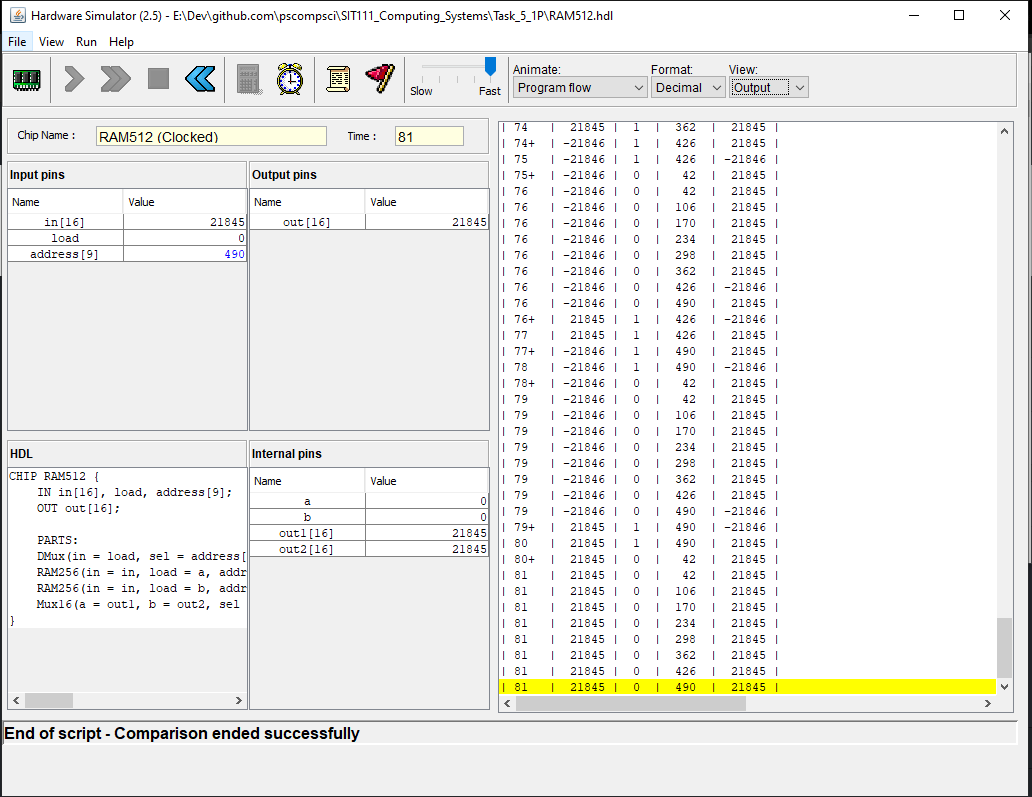 Hardware Simulator (2.5) - E:\Dev\github.com\pscompsci\SIT111_Computing_Systems\Task_5_1P\RAM512.hdl
File View Run Help
Slow Fast
Animate: Format: View:
Program flow Decimal Output
Chip Name : RAM512 (Clocked) Time : 81
Input pins
Name Value
in[16] 21845
load 0
address[9] 490
Output pins
Name Value
out[16] 21845
HDL
CHIP RAM512 {
IN in[16], load, address[9];
OUT out[16];
PARTS:
DMux(in = load, sel = address[
RAM256(in = in, load = a, addr
RAM256(in = in, load = b, addr
Mux16(a = out1, b = out2, sel
}
Internal pins
Name Value
a 0
b 0
out1[16] 21845
out2[16] 21845
| 74 | 21845 | 1 | 362 | 21845 |
| 74+ | -21846 | 1 | 426 | 21845 |
| 75 | -21846 | 1 | 426 | -21846 |
| 75+ | -21846 | 0 | 42 | 21845 |
| 76 | -21846 | 0 | 42 | 21845 |
| 76 | -21846 | 0 | 106 | 21845 |
| 76 | -21846 | 0 | 170 | 21845 |
| 76 | -21846 | 0 | 234 | 21845 |
| 76 | -21846 | 0 | 298 | 21845 |
| 76 | -21846 | 0 | 362 | 21845 |
| 76 | -21846 | 0 | 426 | -21846 |
| 76 | -21846 | 0 | 490 | 21845 |
| 76+ | 21845 | 1 | 426 | -21846 |
| 77 | 21845 | 1 | 426 | 21845 |
| 77+ | -21846 | 1 | 490 | 21845 |
| 78 | -21846 | 1 | 490 | -21846 |
| 78+ | -21846 | 0 | 42 | 21845 |
| 79 | -21846 | 0 | 42 | 21845 |
| 79 | -21846 | 0 | 106 | 21845 |
| 79 | -21846 | 0 | 170 | 21845 |
| 79 | -21846 | 0 | 234 | 21845 |
| 79 | -21846 | 0 | 298 | 21845 |
| 79 | -21846 | 0 | 362 | 21845 |
| 79 | -21846 | 0 | 426 | 21845 |
| 79 | -21846 | 0 | 490 | -21846 |
| 79+ | 21845 | 1 | 490 | -21846 |
| 80 | 21845 | 1 | 490 | 21845 |
| 80+ | 21845 | 0 | 42 | 21845 |
| 81 | 21845 | 0 | 42 | 21845 |
| 81 | 21845 | 0 | 106 | 21845 |
| 81 | 21845 | 0 | 170 | 21845 |
| 81 | 21845 | 0 | 234 | 21845 |
| 81 | 21845 | 0 | 298 | 21845 |
| 81 | 21845 | 0 | 362 | 21845 |
| 81 | 21845 | 0 | 426 | 21845 |
| 81 | 21845 | 0 | 490 | 21845 |
End of script - Comparison ended successfully